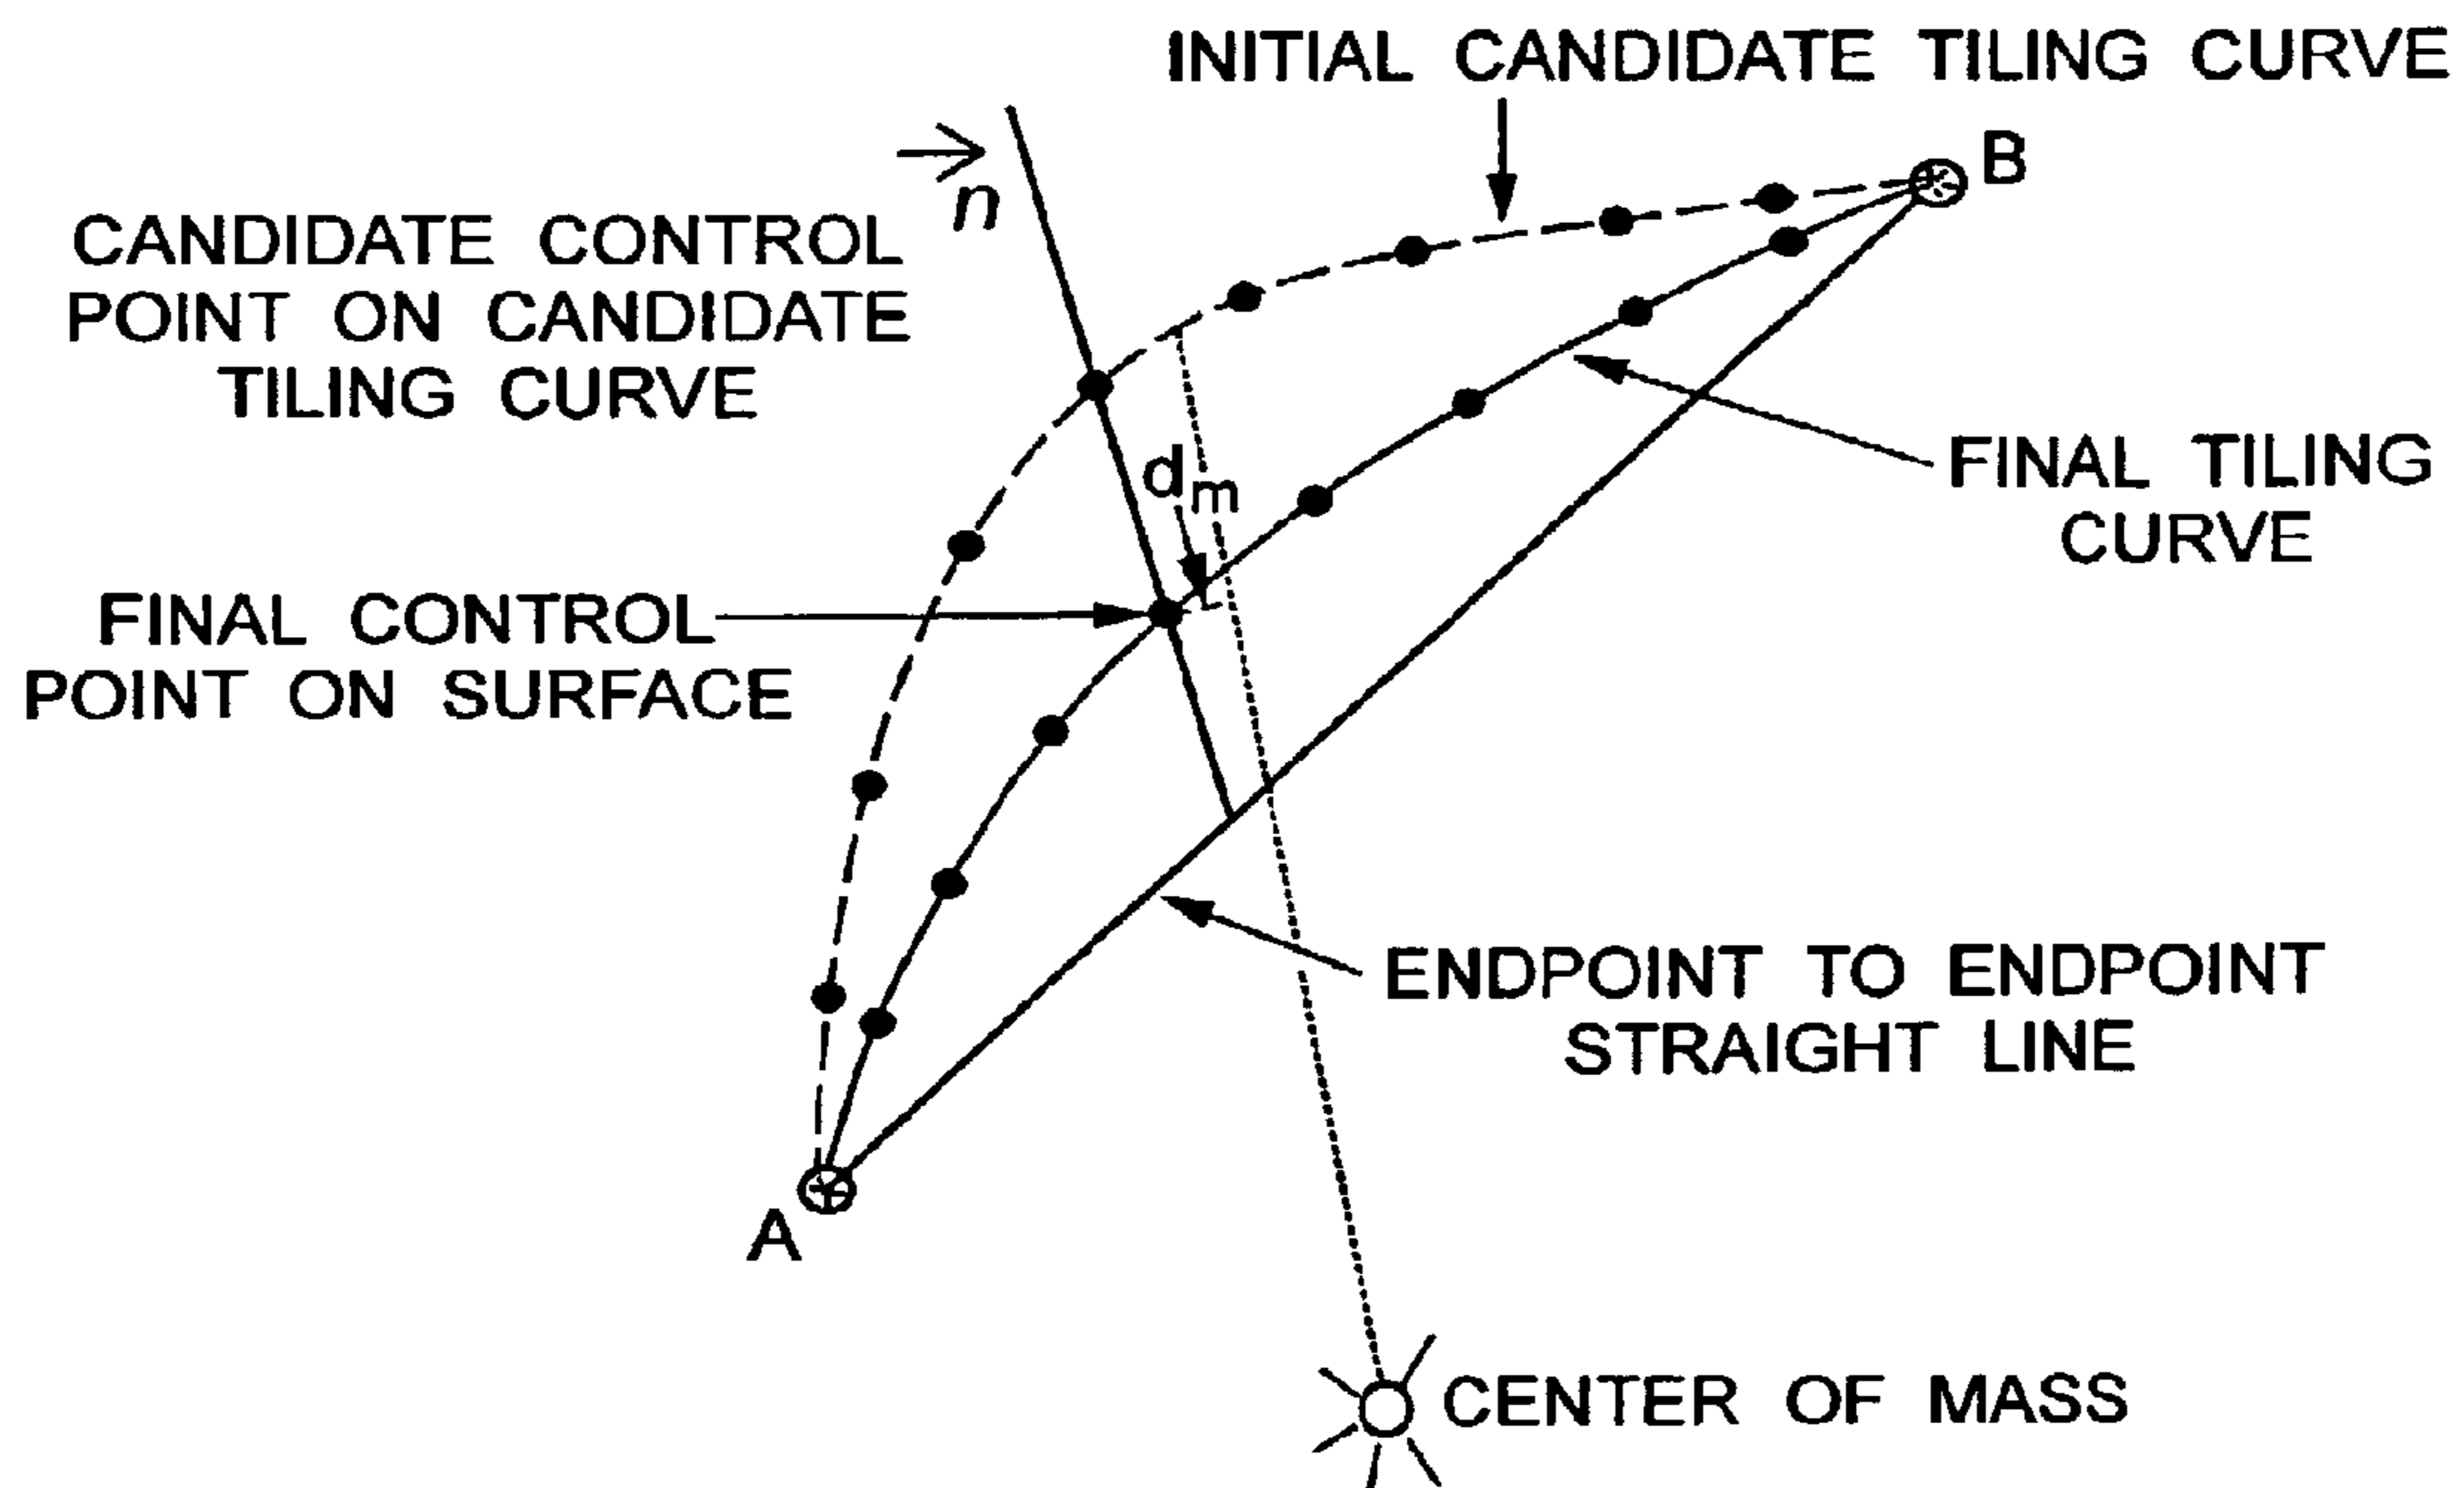 INITIAL CANDIDATE TILING CURVE
B
n
CANDIDATE CONTROL
POINT ON CANDIDATE
TILING CURVE
dm
FINAL TILING
CURVE
FINAL CONTROL
POINT ON SURFACE
ENDPOINT TO ENDPOINT
STRAIGHT LINE
A
CENTER OF MASS